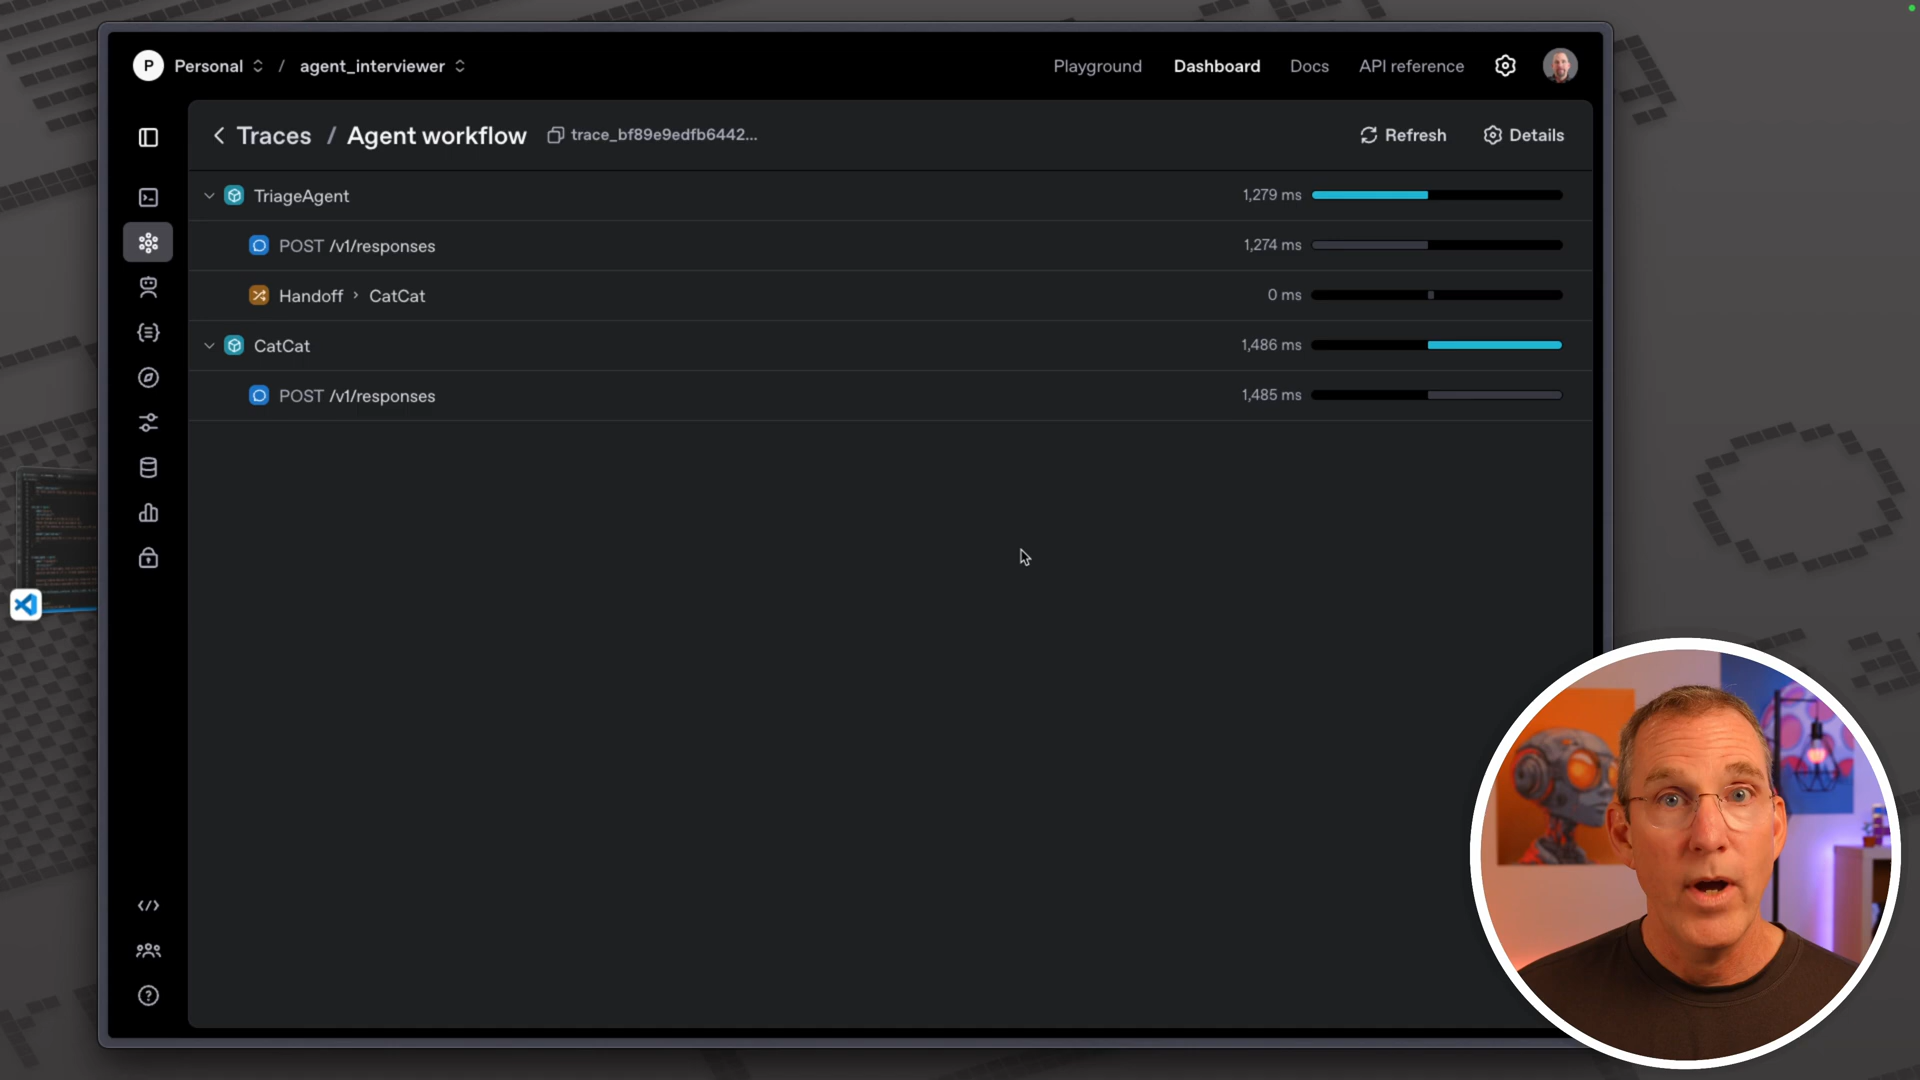 P Personal / agent_interviewer Playground Dashboard Docs API reference
Traces / Agent workflow trace_bf89e9edfb6442... Refresh Details
TriageAgent 1,279 ms
POST /v1/responses 1,274 ms
Handoff › CatCat 0 ms
CatCat 1,486 ms
POST /v1/responses 1,485 ms